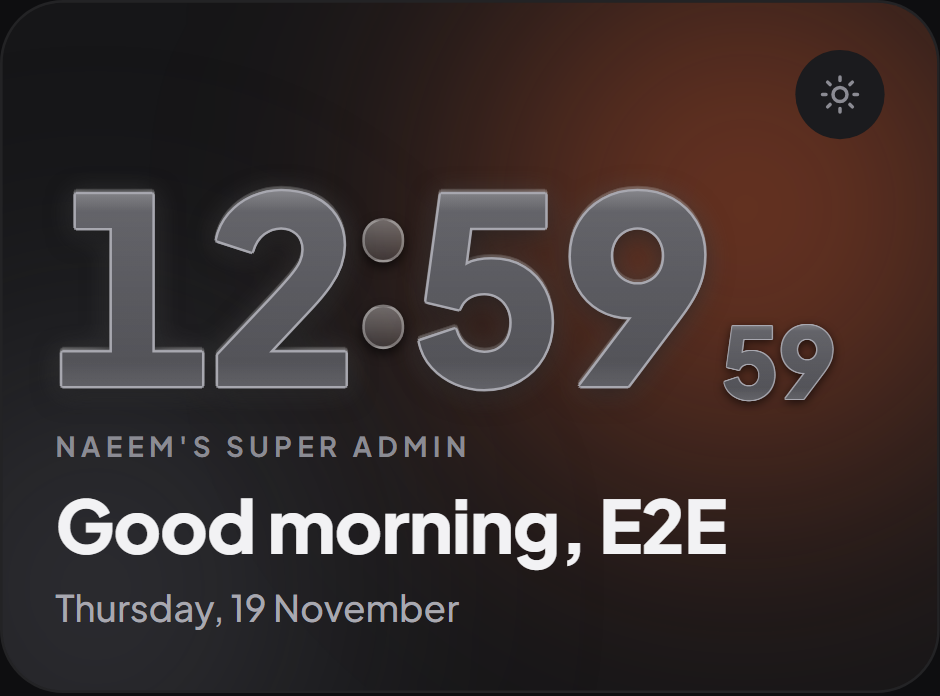 12:59 59
NAEEM'S SUPER ADMIN
Good morning, E2E
Thursday, 19 November